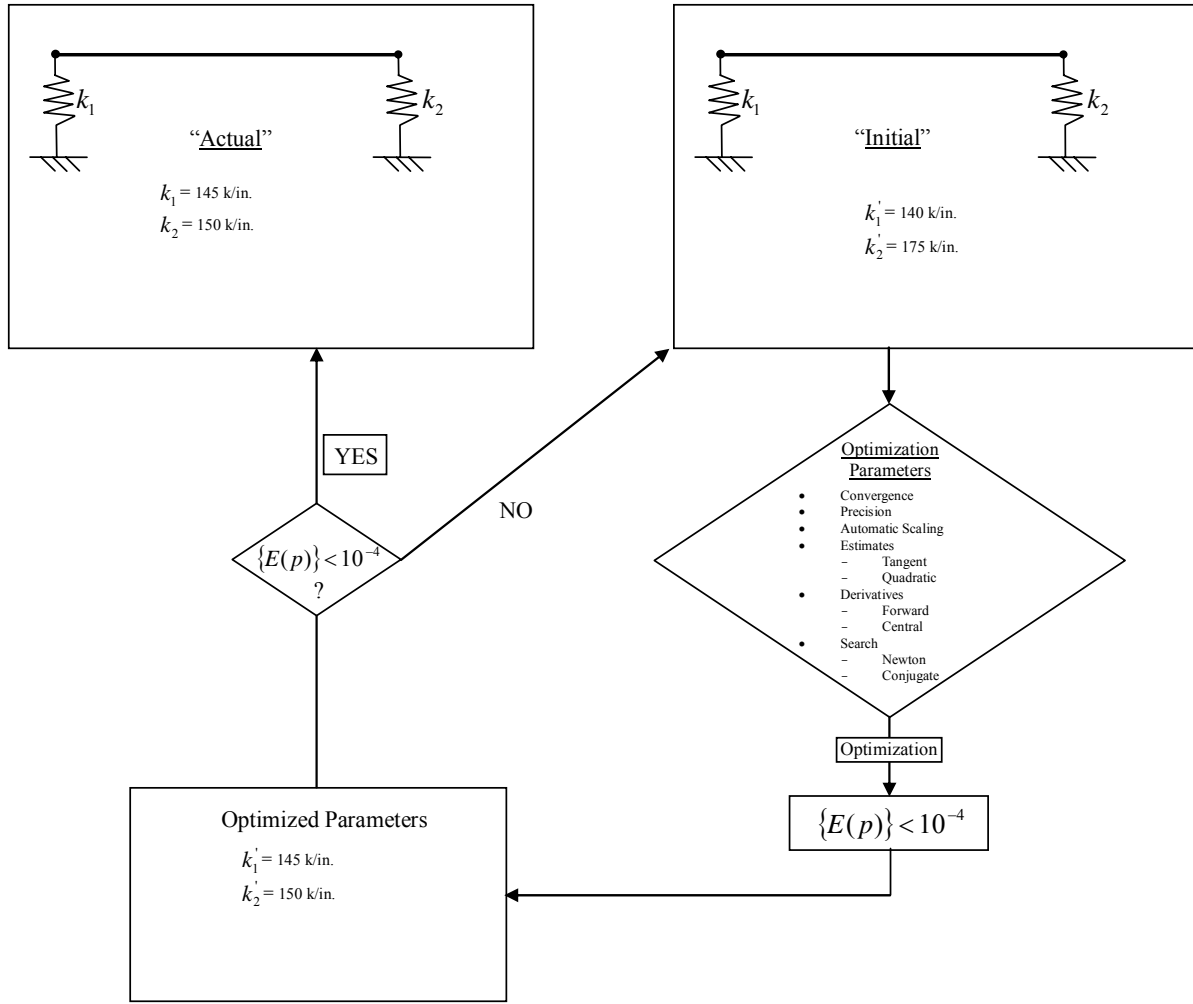 k₁
k₂
“Actual”
k₁ = 145 k/in.
k₂ = 150 k/in.
k₁
k₂
“Initial”
k₁' = 140 k/in.
k₂' = 175 k/in.
Optimization
Parameters
• Convergence
• Precision
• Automatic Scaling
• Estimates
– Tangent
– Quadratic
• Derivatives
– Forward
– Central
• Search
– Newton
– Conjugate
Optimization
{E(p)} < 10⁻⁴
Optimized Parameters
k₁' = 145 k/in.
k₂' = 150 k/in.
{E(p)} < 10⁻⁴
?
YES
NO